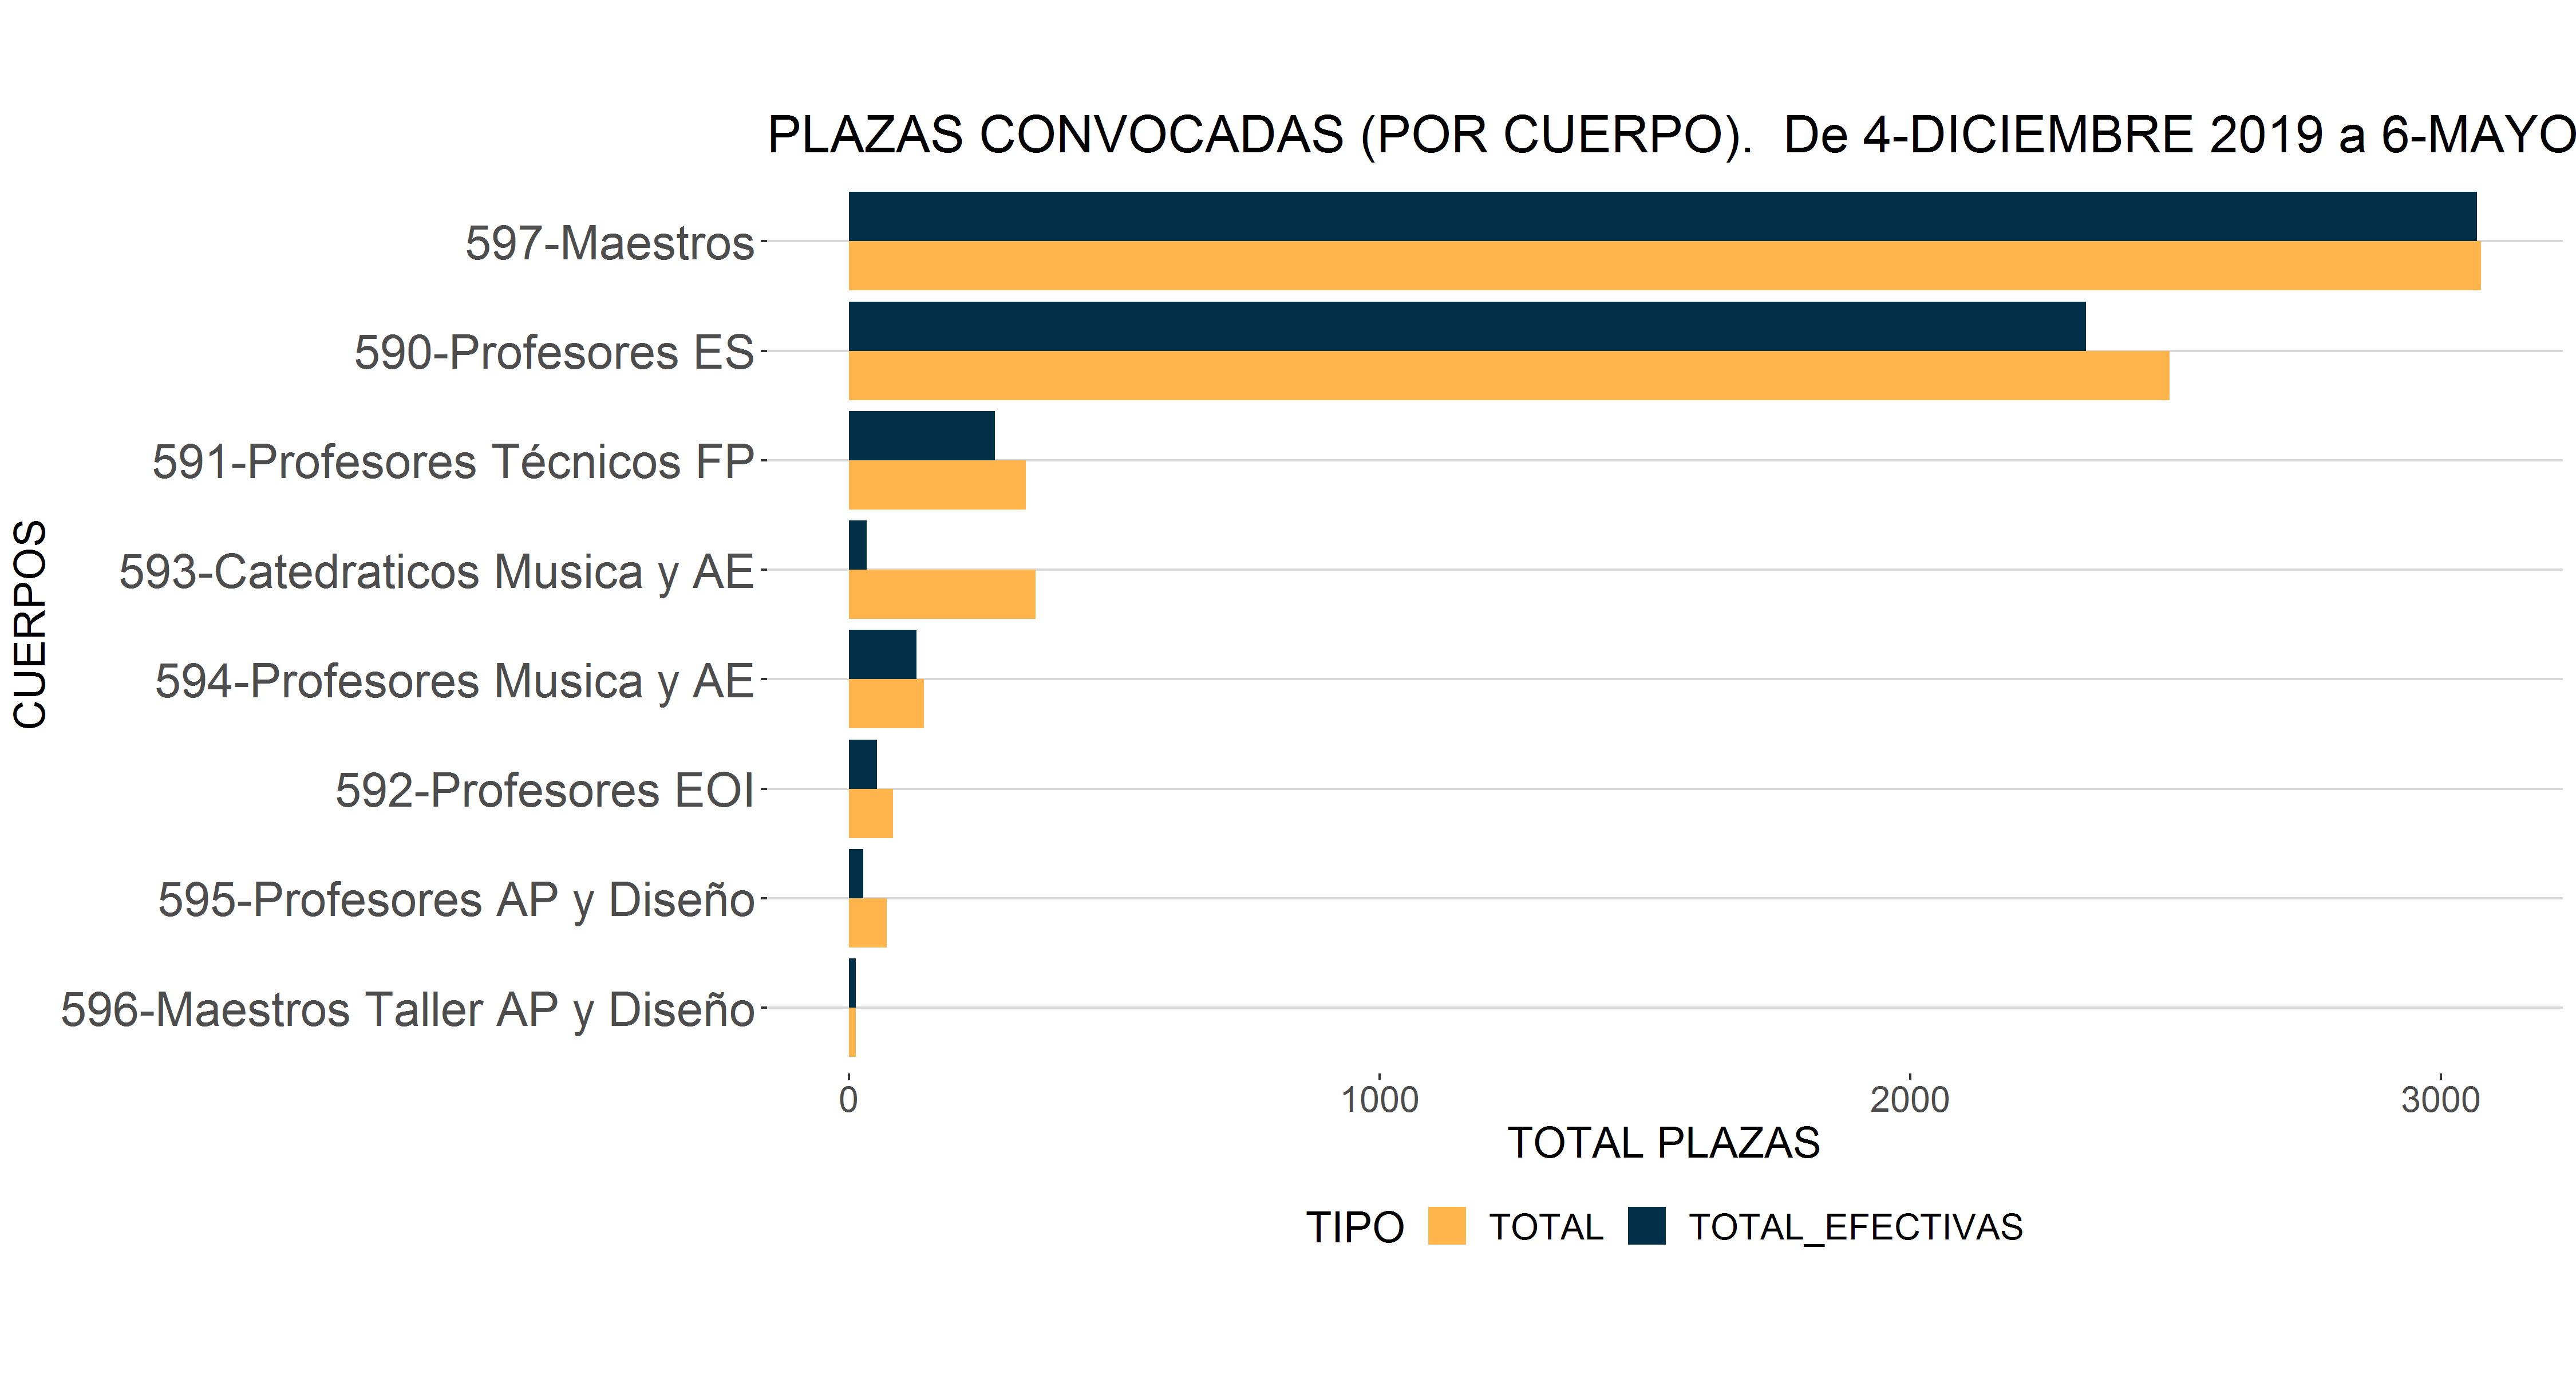 PLAZAS CONVOCADAS (POR CUERPO).  De 4-DICIEMBRE 2019 a 6-MAYO
CUERPOS
597-Maestros
590-Profesores ES
591-Profesores Técnicos FP
593-Catedraticos Musica y AE
594-Profesores Musica y AE
592-Profesores EOI
595-Profesores AP y Diseño
596-Maestros Taller AP y Diseño
0 1000 2000 3000
TOTAL PLAZAS
TIPO TOTAL TOTAL_EFECTIVAS